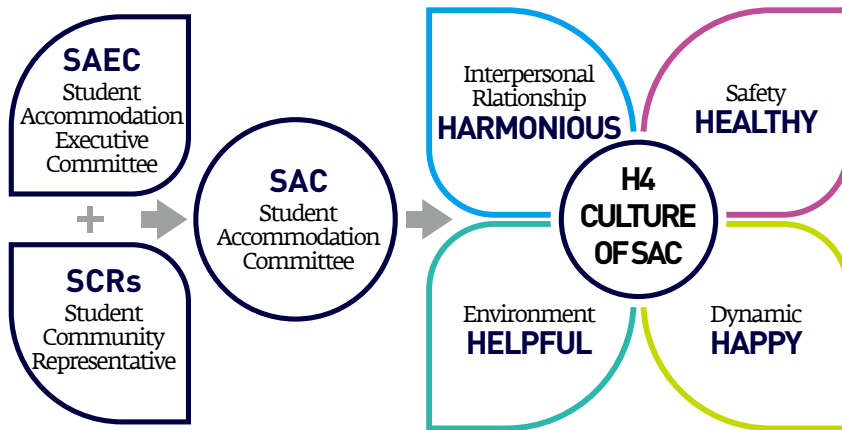 SAEC
Student
Accommodation
Executive
Committee
+
SCRs
Student
Community
Representative
SAC
Student
Accommodation
Committee
Interpersonal
Rlationship
HARMONIOUS
Safety
HEALTHY
H4
CULTURE
OF SAC
Environment
HELPFUL
Dynamic
HAPPY